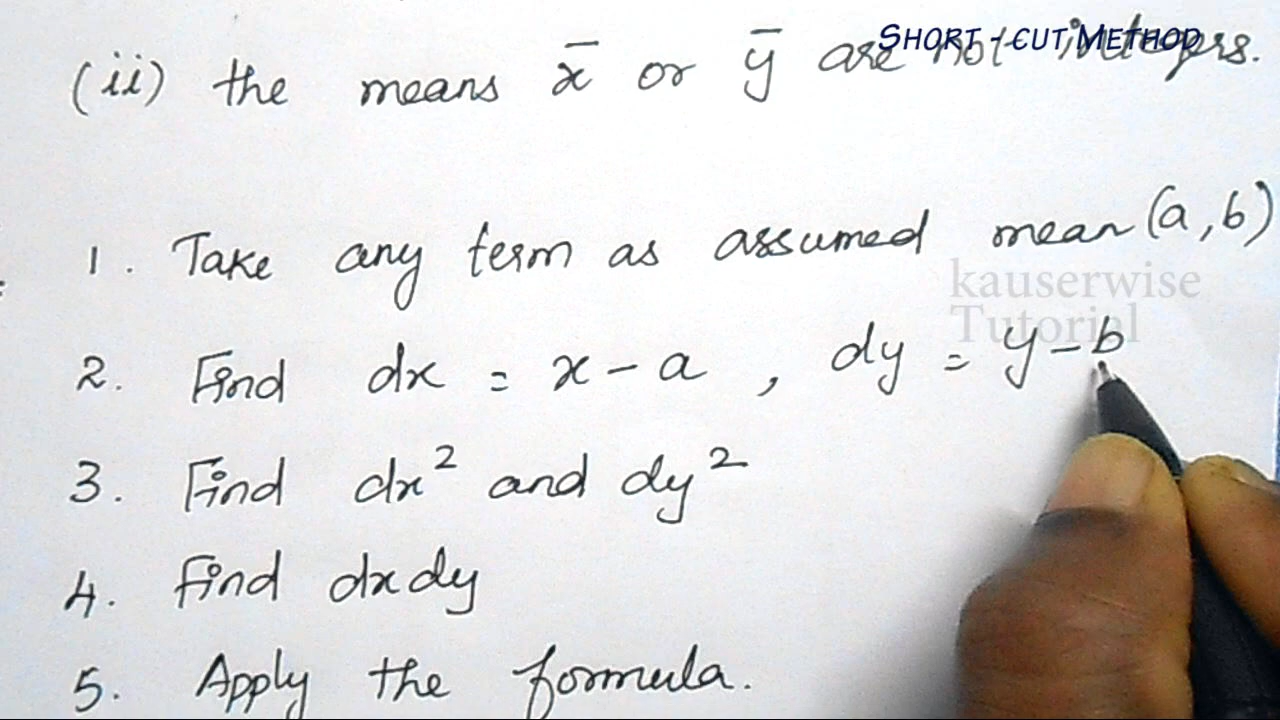 SHORT-CUT METHOD
(ii) the means x̄ or ȳ are not integers.
1. Take any term as assumed mean (a, b)
kauserwise
Tutorial
2. Find dx = x - a , dy = y - b
3. Find dx² and dy²
4. Find dxdy
5. Apply the formula.